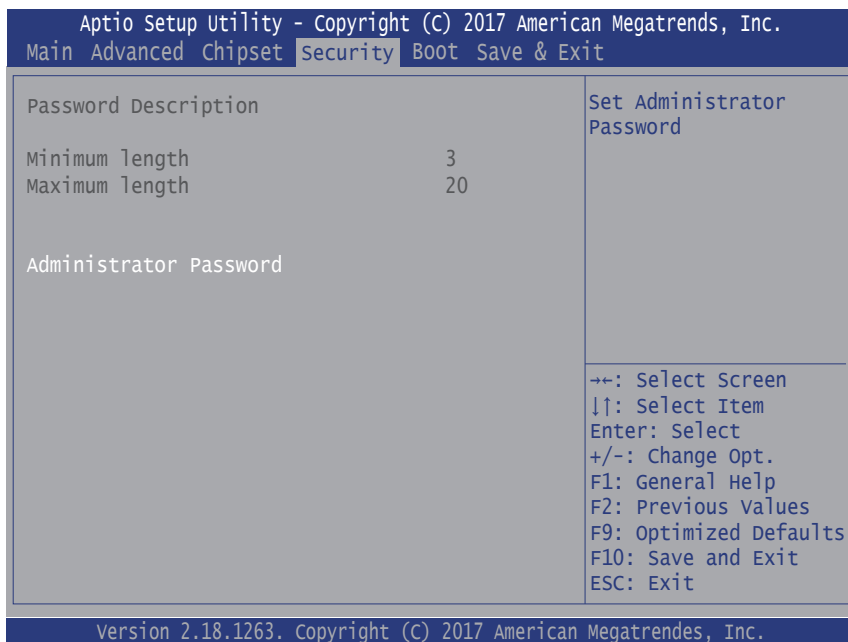 Aptio Setup Utility - Copyright (C) 2017 American Megatrends, Inc.
Main Advanced Chipset Security Boot Save & Exit
Password Description
Minimum length 3
Maximum length 20
Administrator Password
Set Administrator
Password
→←: Select Screen
↓↑: Select Item
Enter: Select
+/-: Change Opt.
F1: General Help
F2: Previous Values
F9: Optimized Defaults
F10: Save and Exit
ESC: Exit
Version 2.18.1263. Copyright (C) 2017 American Megatrendes, Inc.